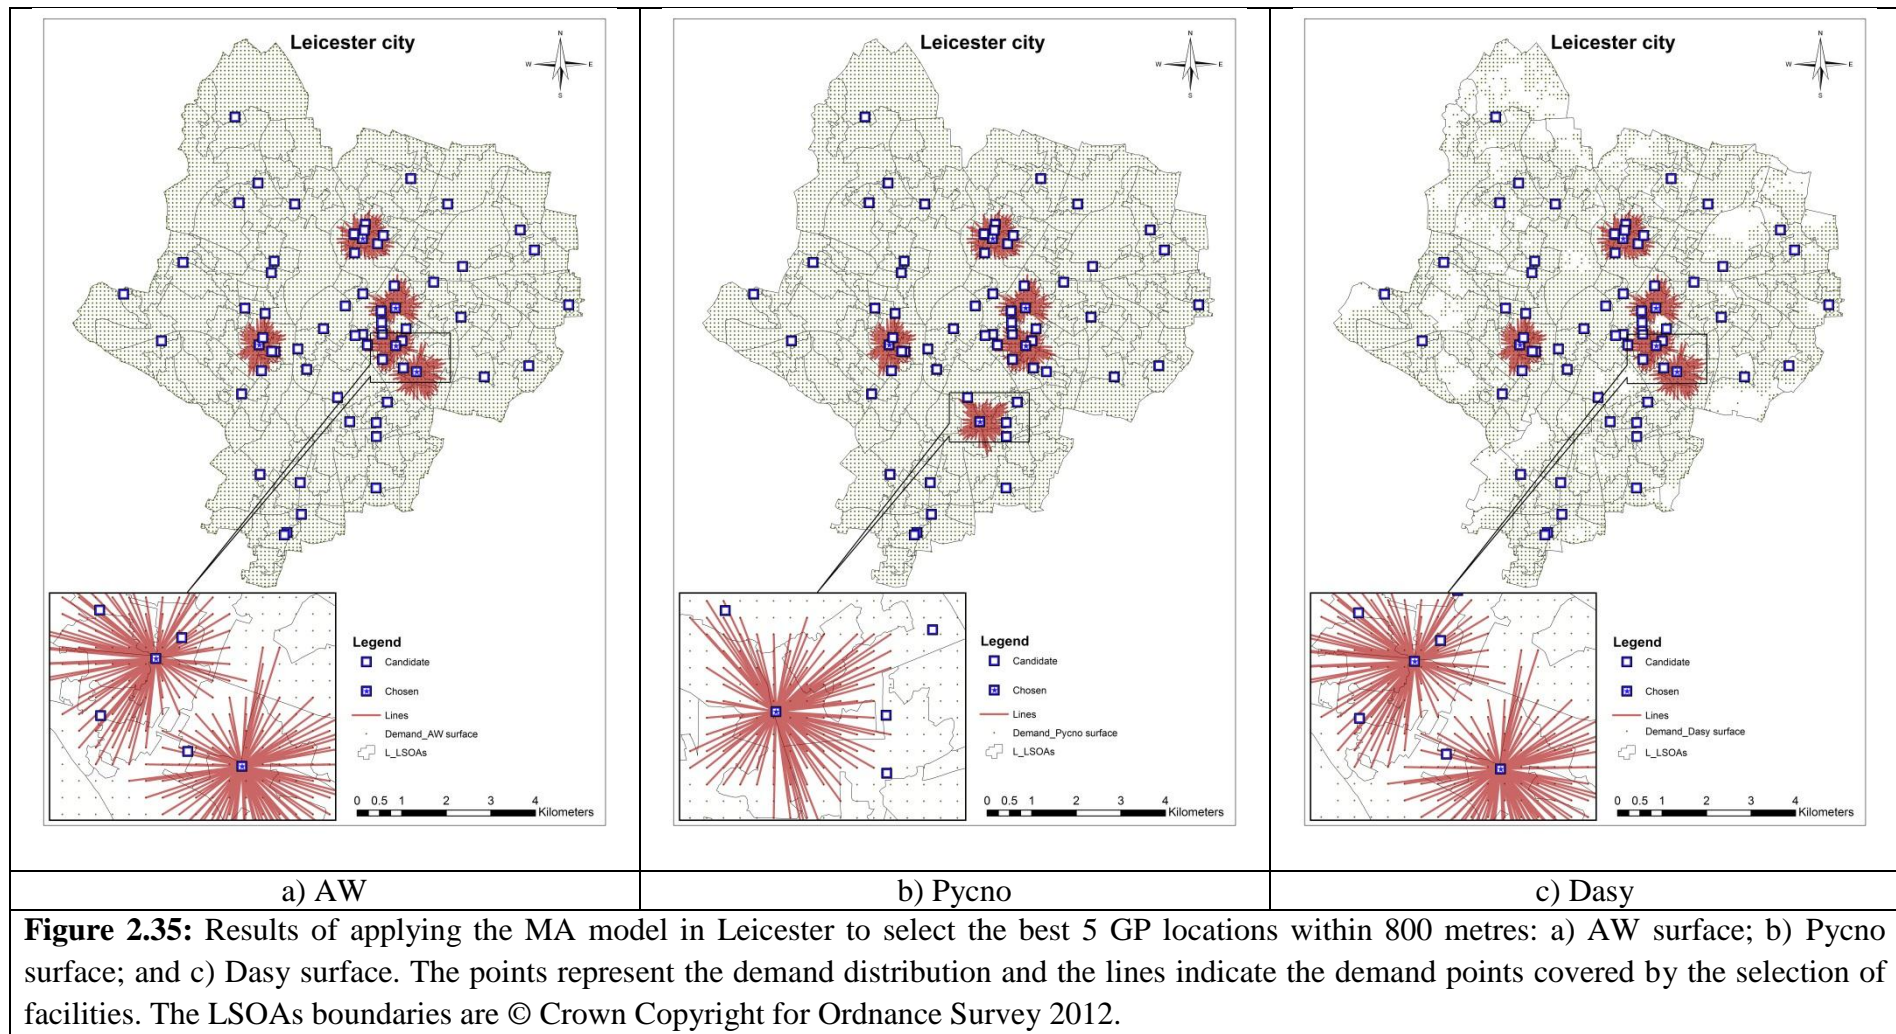 Leicester city
N
W E
S
Legend
Candidate
Chosen
Lines
Demand_AW surface
L_LSOAs
0 0.5 1 2 3 4
Kilometers
Leicester city
N
W E
S
Legend
Candidate
Chosen
Lines
Demand_Pycno surface
L_LSOAs
0 0.5 1 2 3 4
Kilometers
Leicester city
N
W E
S
Legend
Candidate
Chosen
Lines
Demand_Dasy surface
L_LSOAs
0 0.5 1 2 3 4
Kilometers
a) AW
b) Pycno
c) Dasy
Figure 2.35: Results of applying the MA model in Leicester to select the best 5 GP locations within 800 metres: a) AW surface; b) Pycno
surface; and c) Dasy surface. The points represent the demand distribution and the lines indicate the demand points covered by the selection of
facilities. The LSOAs boundaries are © Crown Copyright for Ordnance Survey 2012.